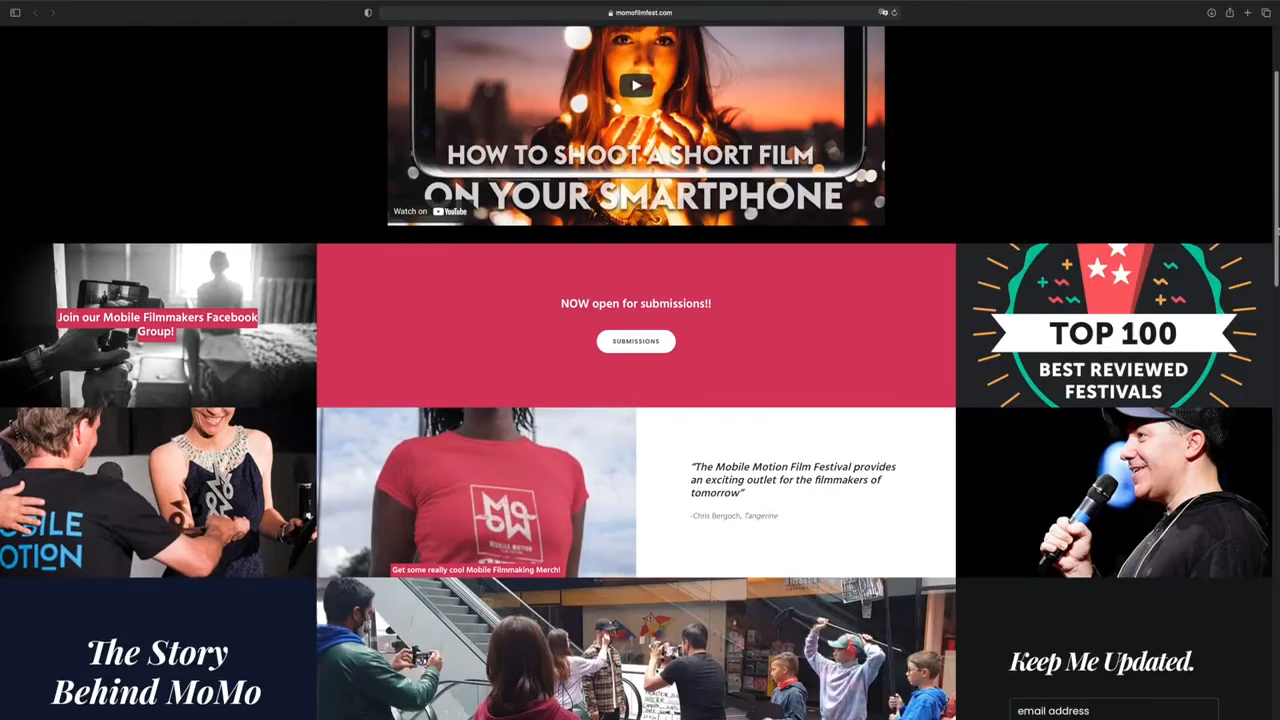 momofilmfest.com
HOW TO SHOOT A SHORT FILM
ON YOUR SMARTPHONE
Watch on YouTube
Join our Mobile Filmmakers Facebook
Group!
NOW open for submissions!!
SUBMISSIONS
TOP 100
BEST REVIEWED
FESTIVALS
MOBILE
MOTION
Get some really cool Mobile Filmmaking Merch!
"The Mobile Motion Film Festival provides
an exciting outlet for the filmmakers of
tomorrow"
-Chris Bergoch, Tangerine
The Story
Behind MoMo
Keep Me Updated.
email address